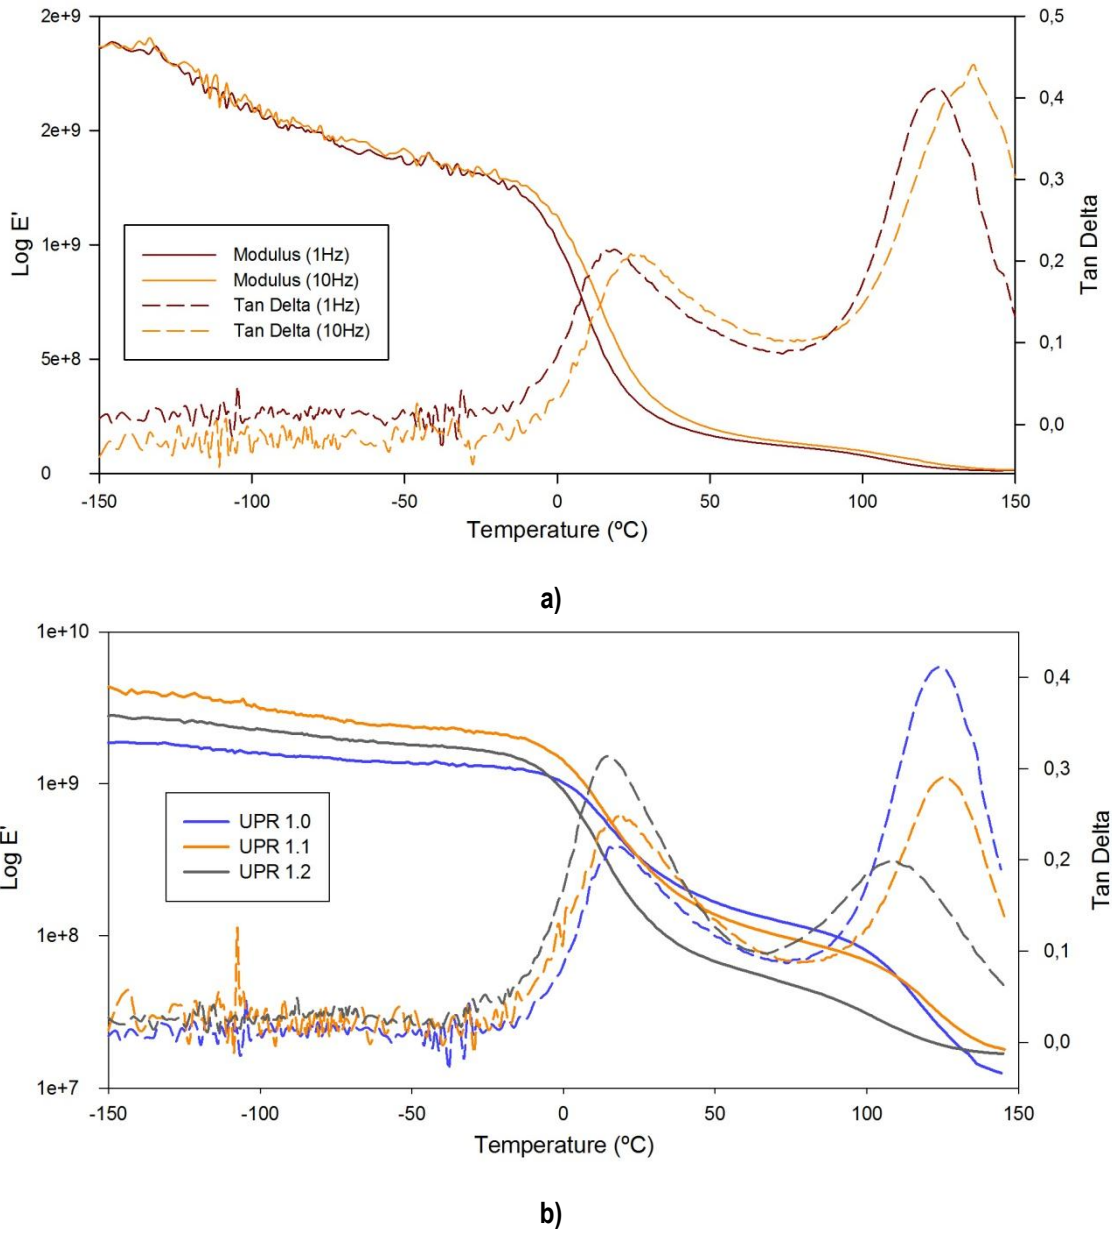 2e+9
2e+9
1e+9
5e+8
0
Log E'
0,5
0,4
0,3
0,2
0,1
0,0
Tan Delta
Modulus (1Hz)
Modulus (10Hz)
Tan Delta (1Hz)
Tan Delta (10Hz)
-150 -100 -50 0 50 100 150
Temperature (ºC)
a)
1e+10
1e+9
1e+8
1e+7
Log E'
0,4
0,3
0,2
0,1
0,0
Tan Delta
UPR 1.0
UPR 1.1
UPR 1.2
-150 -100 -50 0 50 100 150
Temperature (ºC)
b)